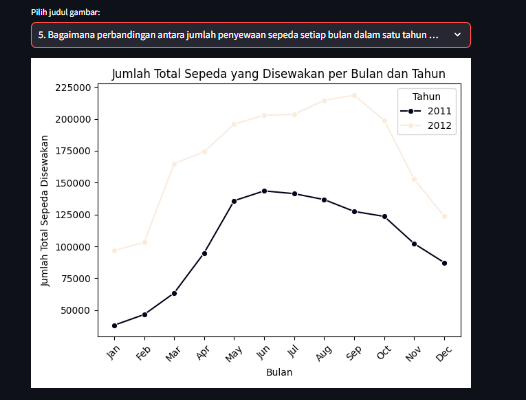 Pilih judul gambar:
5. Bagaimana perbandingan antara jumlah penyewaan sepeda setiap bulan dalam satu tahun ...
Jumlah Total Sepeda yang Disewakan per Bulan dan Tahun
Tahun
2011
2012
Jumlah Total Sepeda Disewakan
225000
200000
175000
150000
125000
100000
75000
50000
Jan Feb Mar Apr May Jun Jul Aug Sep Oct Nov Dec
Bulan